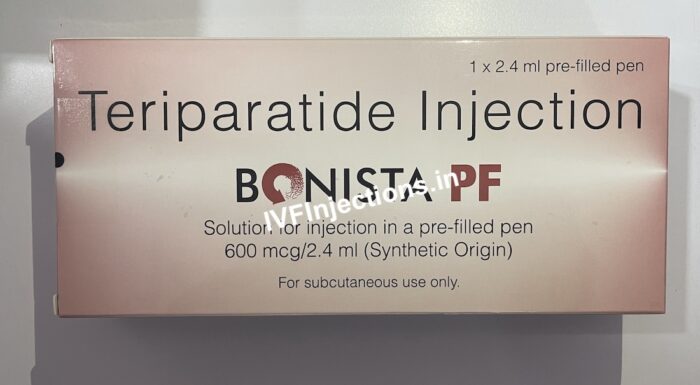 1 x 2.4 ml pre-filled pen
Teriparatide Injection
BONISTA PF
IVFInjections.in
Solution for injection in a pre-filled pen
600 mcg/2.4 ml (Synthetic Origin)
For subcutaneous use only.